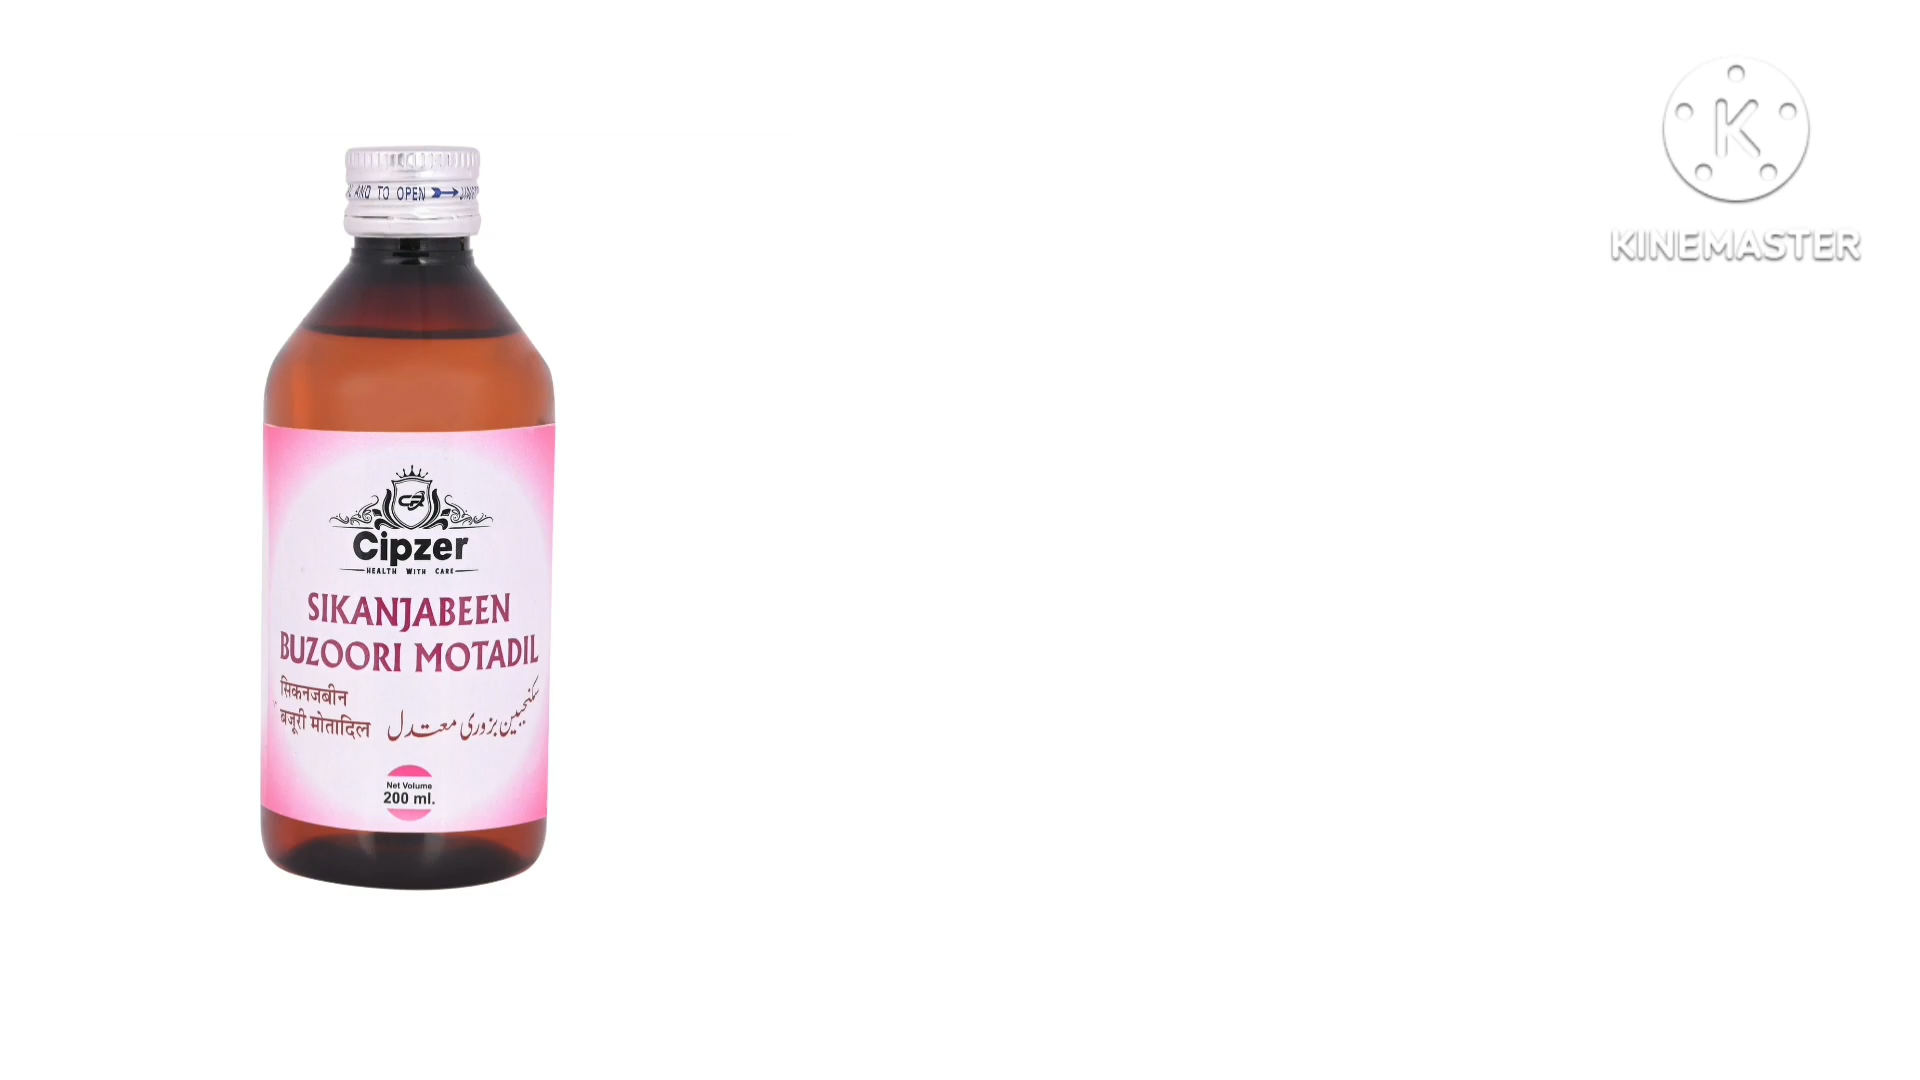 KINEMASTER
AND TO OPEN
Cipzer
HEALTH WITH CARE
SIKANJABEEN
BUZOORI MOTADIL
सिकनजबीन
बजूरी मोतादिल
سکنجبین بزوری معتدل
Net Volume
200 ml.